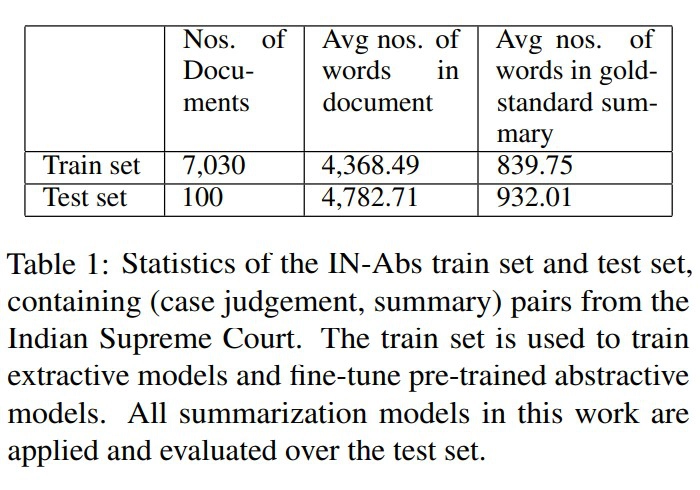 Nos. of Docu-ments | Avg nos. of words in document | Avg nos. of words in gold-standard sum-mary
Train set | 7,030 | 4,368.49 | 839.75
Test set | 100 | 4,782.71 | 932.01
Table 1: Statistics of the IN-Abs train set and test set,
containing (case judgement, summary) pairs from the
Indian Supreme Court. The train set is used to train
extractive models and fine-tune pre-trained abstractive
models. All summarization models in this work are
applied and evaluated over the test set.